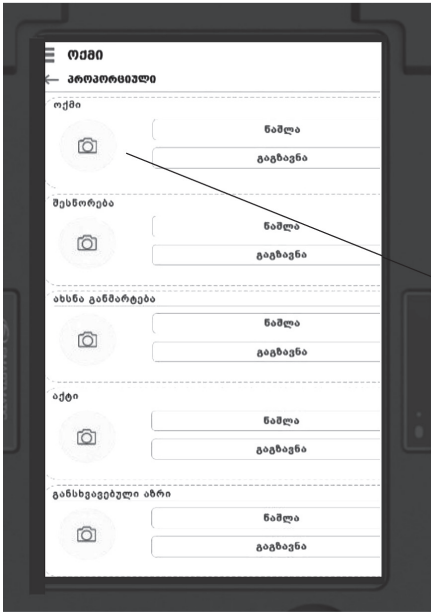 ოქმი
პროპორციული
ოქმი
წაშლა
გაგზავნა
შესწორება
წაშლა
გაგზავნა
ახსნა განმარტება
წაშლა
გაგზავნა
აქტი
წაშლა
გაგზავნა
განსხვავებული აზრი
წაშლა
გაგზავნა